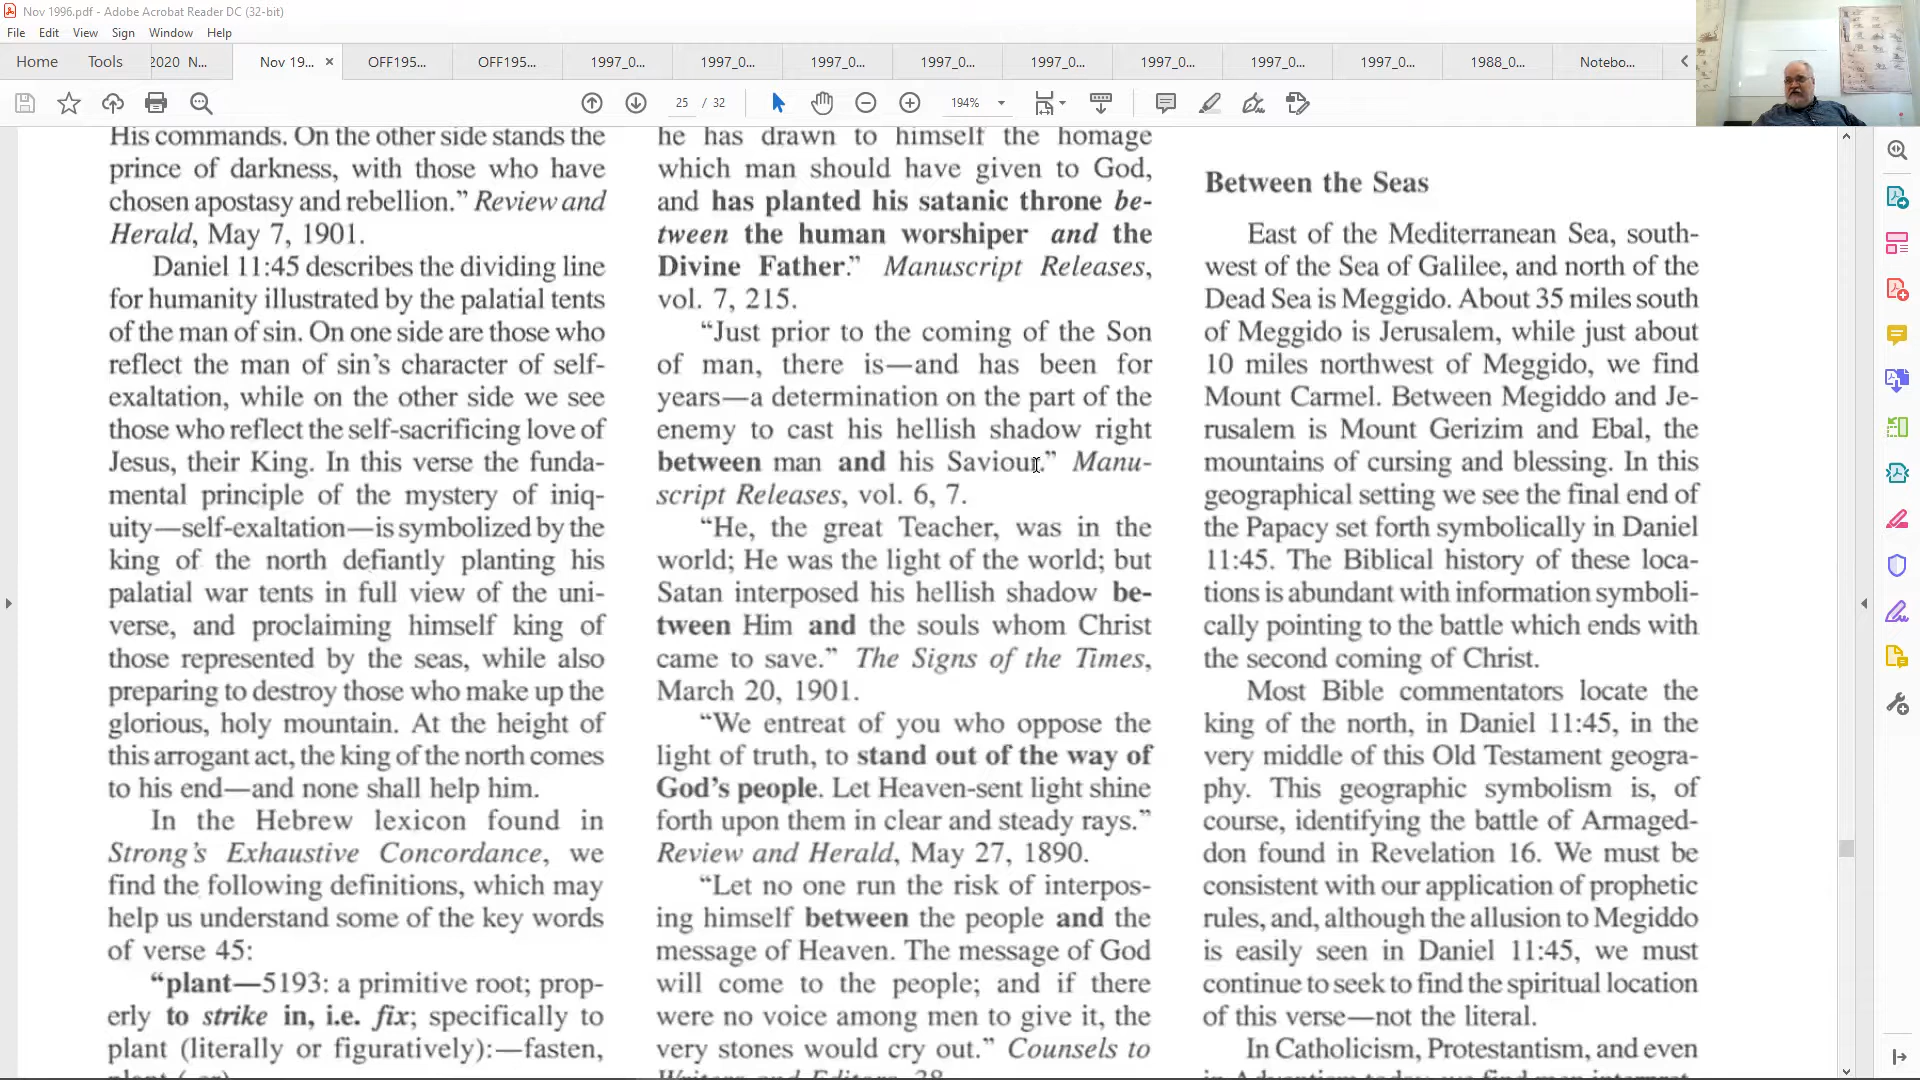 Nov 1996.pdf - Adobe Acrobat Reader DC (32-bit)
File Edit View Sign Window Help
Home Tools 2020 N... Nov 19... × OFF195... OFF195... 1997_0... 1997_0... 1997_0... 1997_0... 1997_0... 1997_0... 1997_0... 1997_0... 1988_0... Notebo...
25 / 32 194%
His commands. On the other side stands the
prince of darkness, with those who have
chosen apostasy and rebellion.” Review and
Herald, May 7, 1901.
Daniel 11:45 describes the dividing line
for humanity illustrated by the palatial tents
of the man of sin. On one side are those who
reflect the man of sin’s character of self-
exaltation, while on the other side we see
those who reflect the self-sacrificing love of
Jesus, their King. In this verse the funda-
mental principle of the mystery of iniq-
uity—self-exaltation—is symbolized by the
king of the north defiantly planting his
palatial war tents in full view of the uni-
verse, and proclaiming himself king of
those represented by the seas, while also
preparing to destroy those who make up the
glorious, holy mountain. At the height of
this arrogant act, the king of the north comes
to his end—and none shall help him.
In the Hebrew lexicon found in
Strong’s Exhaustive Concordance, we
find the following definitions, which may
help us understand some of the key words
of verse 45:
“plant—5193: a primitive root; prop-
erly to strike in, i.e. fix; specifically to
plant (literally or figuratively):—fasten,
he has drawn to himself the homage
which man should have given to God,
and has planted his satanic throne be-
tween the human worshiper and the
Divine Father.” Manuscript Releases,
vol. 7, 215.
“Just prior to the coming of the Son
of man, there is—and has been for
years—a determination on the part of the
enemy to cast his hellish shadow right
between man and his Saviour.” Manu-
script Releases, vol. 6, 7.
“He, the great Teacher, was in the
world; He was the light of the world; but
Satan interposed his hellish shadow be-
tween Him and the souls whom Christ
came to save.” The Signs of the Times,
March 20, 1901.
“We entreat of you who oppose the
light of truth, to stand out of the way of
God’s people. Let Heaven-sent light shine
forth upon them in clear and steady rays.”
Review and Herald, May 27, 1890.
“Let no one run the risk of interpos-
ing himself between the people and the
message of Heaven. The message of God
will come to the people; and if there
were no voice among men to give it, the
very stones would cry out.” Counsels to
Writers and Editors, 38.
Between the Seas
East of the Mediterranean Sea, south-
west of the Sea of Galilee, and north of the
Dead Sea is Meggido. About 35 miles south
of Meggido is Jerusalem, while just about
10 miles northwest of Meggido, we find
Mount Carmel. Between Megiddo and Je-
rusalem is Mount Gerizim and Ebal, the
mountains of cursing and blessing. In this
geographical setting we see the final end of
the Papacy set forth symbolically in Daniel
11:45. The Biblical history of these loca-
tions is abundant with information symboli-
cally pointing to the battle which ends with
the second coming of Christ.
Most Bible commentators locate the
king of the north, in Daniel 11:45, in the
very middle of this Old Testament geogra-
phy. This geographic symbolism is, of
course, identifying the battle of Armaged-
don found in Revelation 16. We must be
consistent with our application of prophetic
rules, and, although the allusion to Megiddo
is easily seen in Daniel 11:45, we must
continue to seek to find the spiritual location
of this verse—not the literal.
In Catholicism, Protestantism, and even